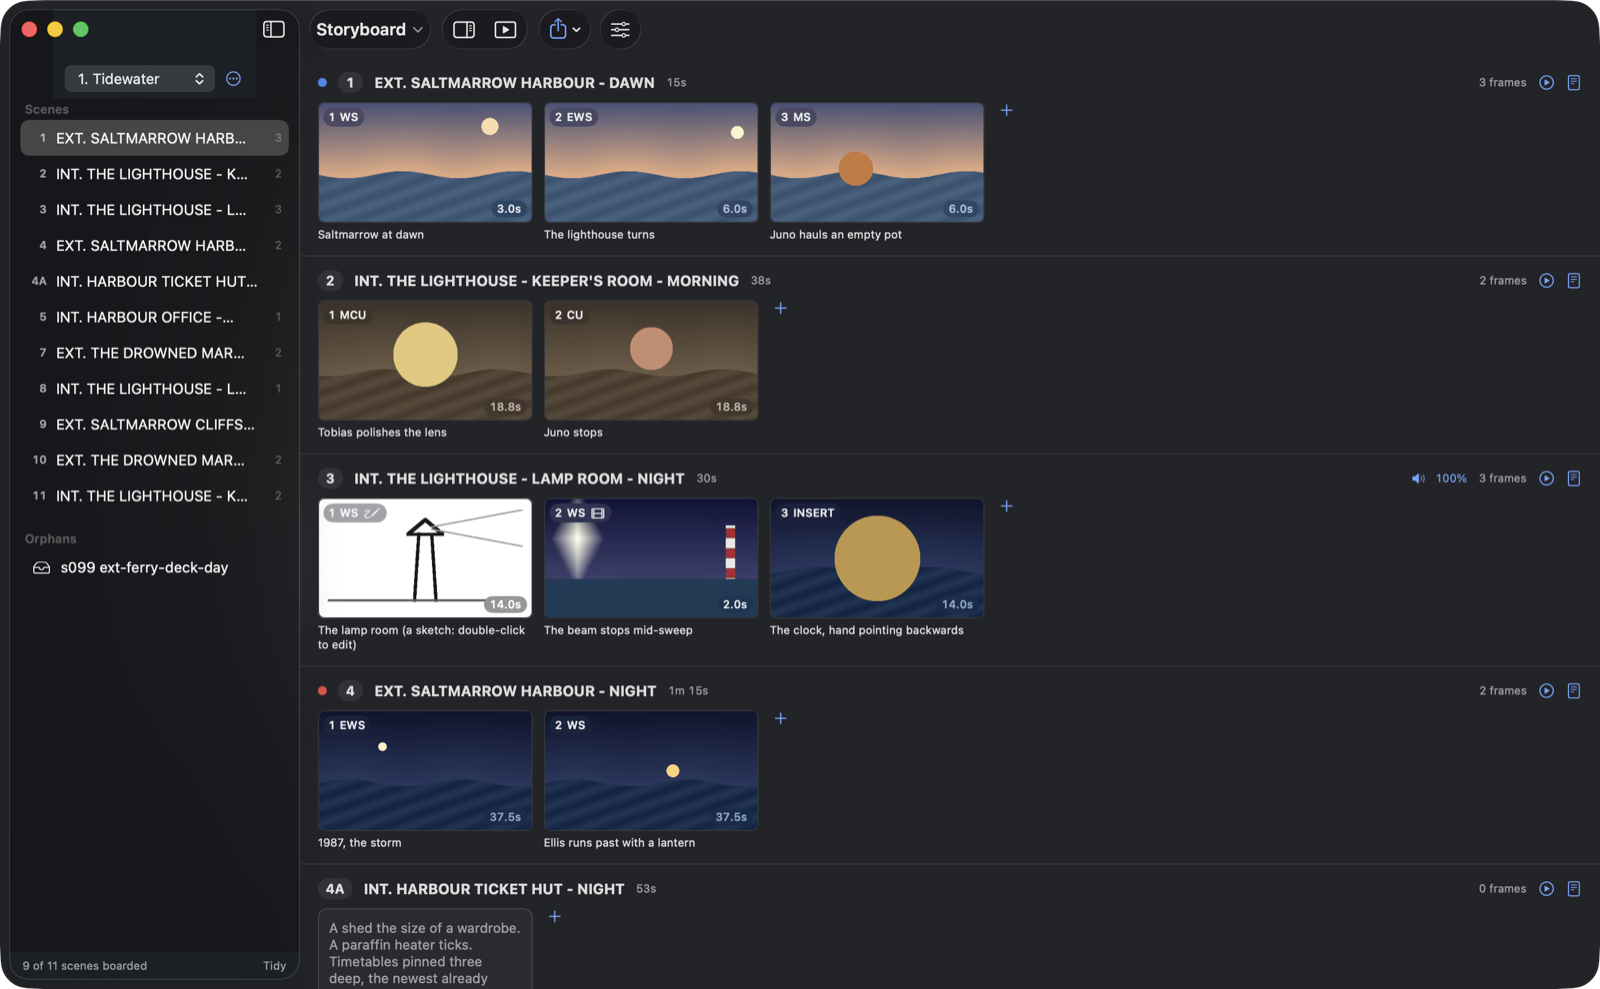 Storyboard
1. Tidewater
Scenes
1 EXT. SALTMARROW HARB... 3
2 INT. THE LIGHTHOUSE - K... 2
3 INT. THE LIGHTHOUSE - L... 3
4 EXT. SALTMARROW HARB... 2
4A INT. HARBOUR TICKET HUT...
5 INT. HARBOUR OFFICE -... 1
7 EXT. THE DROWNED MAR... 2
8 INT. THE LIGHTHOUSE - L... 1
9 EXT. SALTMARROW CLIFFS...
10 EXT. THE DROWNED MAR... 2
11 INT. THE LIGHTHOUSE - K... 2
Orphans
s099 ext-ferry-deck-day
9 of 11 scenes boarded Tidy
1 EXT. SALTMARROW HARBOUR - DAWN 15s 3 frames
1 WS 2 EWS 3 MS
3.0s 6.0s 6.0s
Saltmarrow at dawn The lighthouse turns Juno hauls an empty pot
2 INT. THE LIGHTHOUSE - KEEPER'S ROOM - MORNING 38s 2 frames
1 MCU 2 CU
18.8s 18.8s
Tobias polishes the lens Juno stops
3 INT. THE LIGHTHOUSE - LAMP ROOM - NIGHT 30s 100% 3 frames
1 WS 2 WS 3 INSERT
14.0s 2.0s 14.0s
The lamp room (a sketch: double-click The beam stops mid-sweep The clock, hand pointing backwards
to edit)
4 EXT. SALTMARROW HARBOUR - NIGHT 1m 15s 2 frames
1 EWS 2 WS
37.5s 37.5s
1987, the storm Ellis runs past with a lantern
4A INT. HARBOUR TICKET HUT - NIGHT 53s 0 frames
A shed the size of a wardrobe.
A paraffin heater ticks.
Timetables pinned three
deep, the newest already